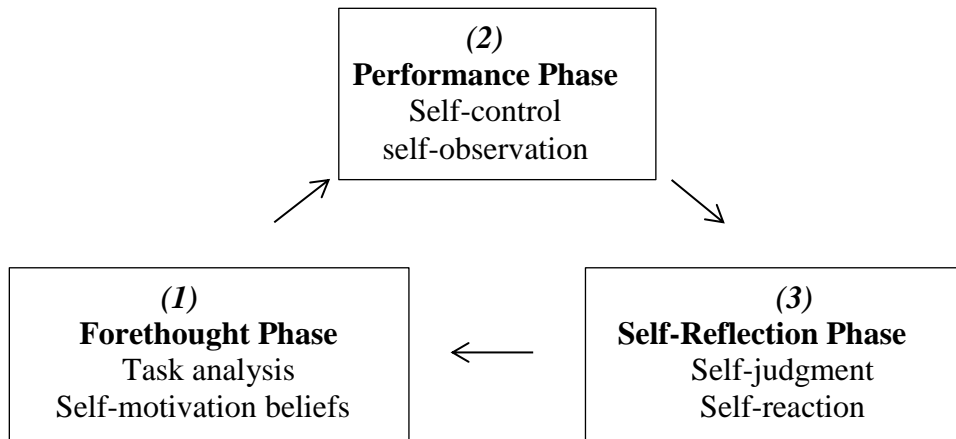 (2)
Performance Phase
Self-control
self-observation
(1)
Forethought Phase
Task analysis
Self-motivation beliefs
(3)
Self-Reflection Phase
Self-judgment
Self-reaction